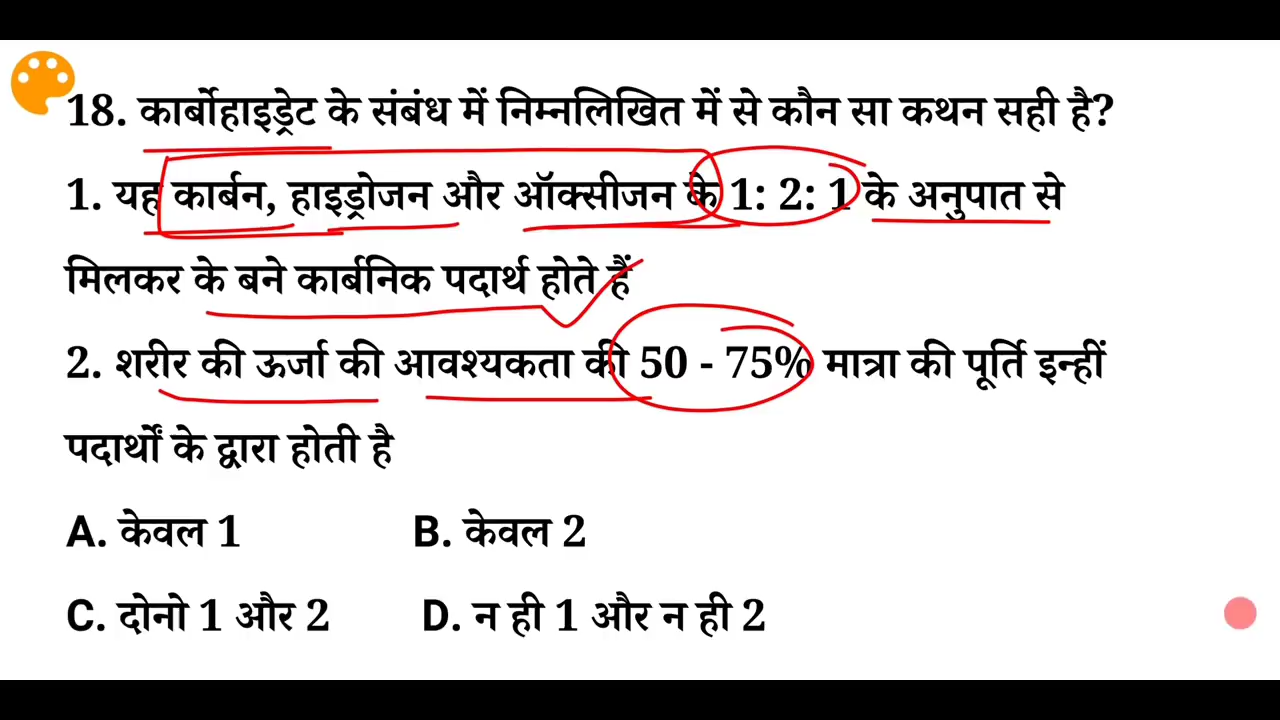 18. कार्बोहाइड्रेट के संबंध में निम्नलिखित में से कौन सा कथन सही है?
1. यह कार्बन, हाइड्रोजन और ऑक्सीजन के 1: 2: 1 के अनुपात से
मिलकर के बने कार्बनिक पदार्थ होते हैं
2. शरीर की ऊर्जा की आवश्यकता की 50 - 75% मात्रा की पूर्ति इन्हीं
पदार्थों के द्वारा होती है
A. केवल 1 B. केवल 2
C. दोनो 1 और 2 D. न ही 1 और न ही 2